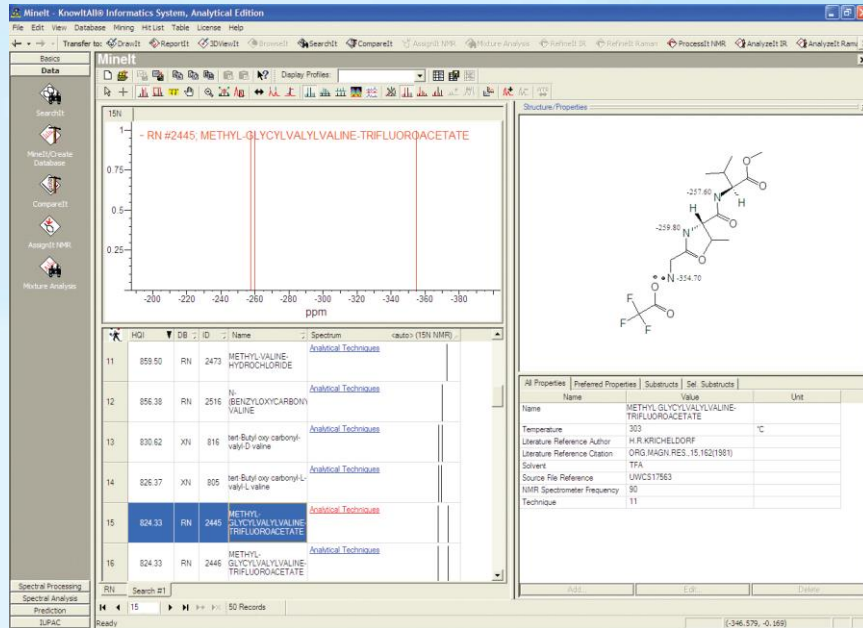 MineIt - KnowItAll® Informatics System, Analytical Edition
File Edit View Database Mining Hit List Table License Help
Transfer to: DrawIt ReportIt 3DViewIt BrowseIt SearchIt CompareIt AssignIt NMR Mixture Analysis RefineIt IR RefineIt Raman ProcessIt NMR AnalyzeIt IR AnalyzeIt Rama
Basics
Data
SearchIt
MineIt/Create
Database
CompareIt
AssignIt NMR
Mixture Analysis
Spectral Processing
Spectral Analysis
Prediction
IUPAC
MineIt
Display Profiles:
15N
- RN #2445; METHYL-GLYCYLVALYLVALINE-TRIFLUOROACETATE
1
0.75
0.5
0.25
-200 -220 -240 -260 -280 -300 -320 -340 -360 -380
ppm
HQI DB ID Name Spectrum <auto> (15N NMR)
11 859.50 RN 2473 METHYL-VALINE-
HYDROCHLORIDE
Analytical Techniques
12 856.38 RN 2516 N-
(BENZYLOXYCARBONY
VALINE
Analytical Techniques
13 830.62 XN 816 tert-Butyl oxy carbonyl-
valyl-D valine
Analytical Techniques
14 826.37 XN 805 tert-Butyl oxy carbonyl-L-
valyl-L valine
Analytical Techniques
15 824.33 RN 2445 METHYL-
GLYCYLVALYLVALINE-
TRIFLUOROACETATE
Analytical Techniques
16 824.33 RN 2446 METHYL-
GLYCYLVALYLVALINE-
TRIFLUOROACETATE
Analytical Techniques
RN Search #1
15 50 Records
Ready
Structure/Properties
O
O
-257.60
N
H
H
O
-259.80
N
O
N -354.70
O
F
O
F
F
All Properties Preferred Properties Substructs Sel. Substructs
Name Value Unit
Name METHYL GLYCYLVALYLVALINE-
TRIFLUOROACETATE
Temperature 303 °C
Literature Reference Author H.R.KRICHELDORF
Literature Reference Citation ORG.MAGN.RES.,15,162(1981)
Solvent TFA
Source File Reference UWCS17563
NMR Spectrometer Frequency 90
Technique 11
Add... Edit... Delete
(-346.579, -0.169)